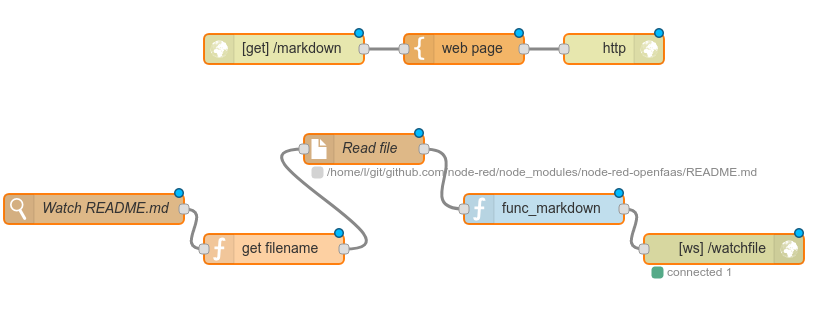 [get] /markdown
web page
http
Read file
/home/l/git/github.com/node-red/node_modules/node-red-openfaas/README.md
Watch README.md
func_markdown
get filename
[ws] /watchfile
connected 1